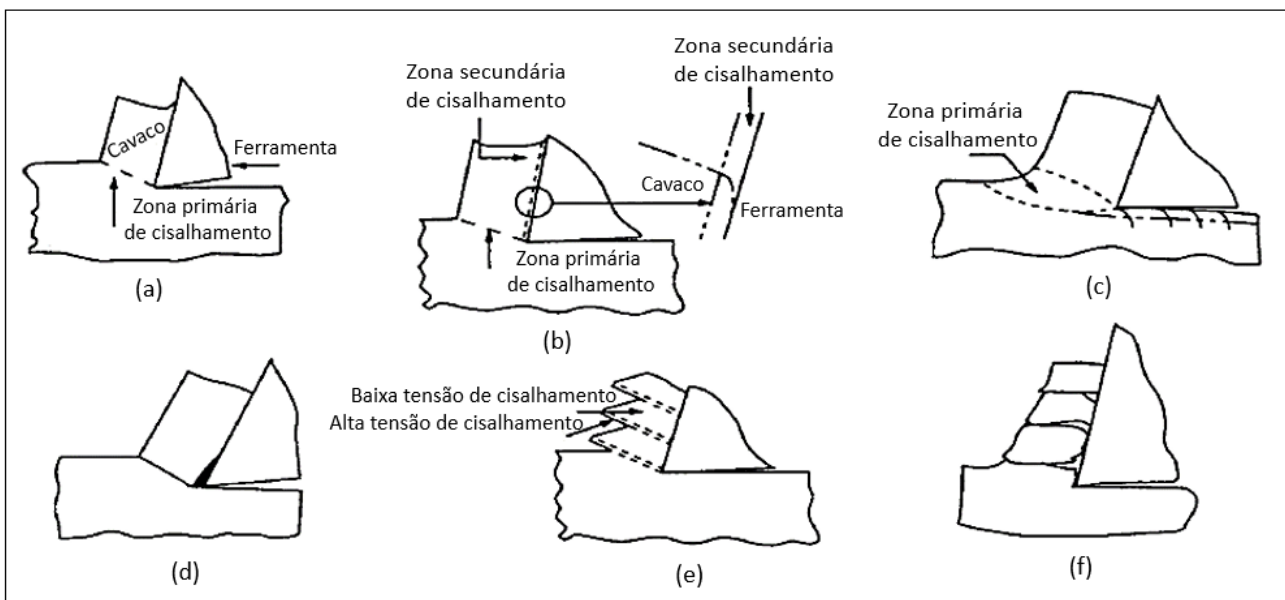 Cavaco
Ferramenta
Zona primária
de cisalhamento
(a)
Zona secundária
de cisalhamento
Zona secundária
de cisalhamento
Cavaco
Ferramenta
Zona primária
de cisalhamento
(b)
Zona primária
de cisalhamento
(c)
(d)
Baixa tensão de cisalhamento
Alta tensão de cisalhamento
(e)
(f)